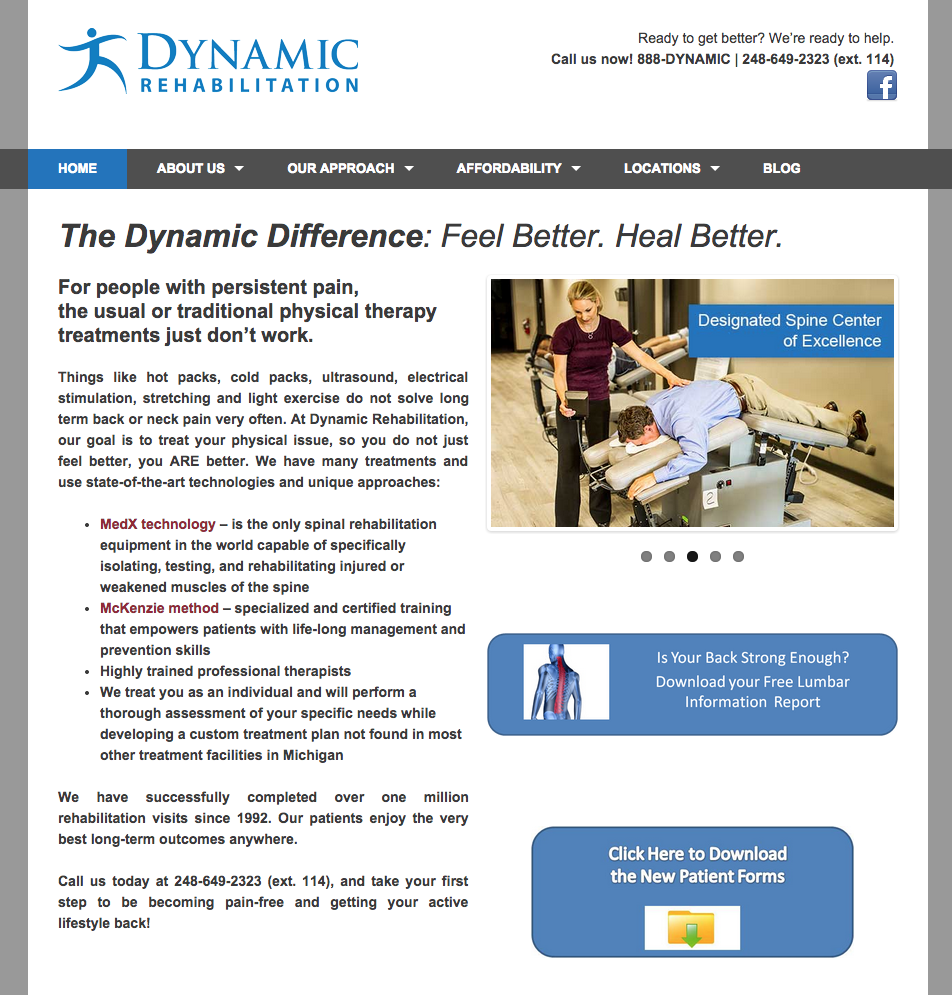 DYNAMIC
REHABILITATION
Ready to get better? We're ready to help.
Call us now! 888-DYNAMIC | 248-649-2323 (ext. 114)
f
HOME
ABOUT US
OUR APPROACH
AFFORDABILITY
LOCATIONS
BLOG
The Dynamic Difference: Feel Better. Heal Better.
For people with persistent pain,
the usual or traditional physical therapy
treatments just don't work.
Things like hot packs, cold packs, ultrasound, electrical
stimulation, stretching and light exercise do not solve long
term back or neck pain very often. At Dynamic Rehabilitation,
our goal is to treat your physical issue, so you do not just
feel better, you ARE better. We have many treatments and
use state-of-the-art technologies and unique approaches:
• MedX technology – is the only spinal rehabilitation
equipment in the world capable of specifically
isolating, testing, and rehabilitating injured or
weakened muscles of the spine
• McKenzie method – specialized and certified training
that empowers patients with life-long management and
prevention skills
• Highly trained professional therapists
• We treat you as an individual and will perform a
thorough assessment of your specific needs while
developing a custom treatment plan not found in most
other treatment facilities in Michigan
We have successfully completed over one million
rehabilitation visits since 1992. Our patients enjoy the very
best long-term outcomes anywhere.
Call us today at 248-649-2323 (ext. 114), and take your first
step to be becoming pain-free and getting your active
lifestyle back!
Designated Spine Center
of Excellence
2
Is Your Back Strong Enough?
Download your Free Lumbar
Information Report
Click Here to Download
the New Patient Forms